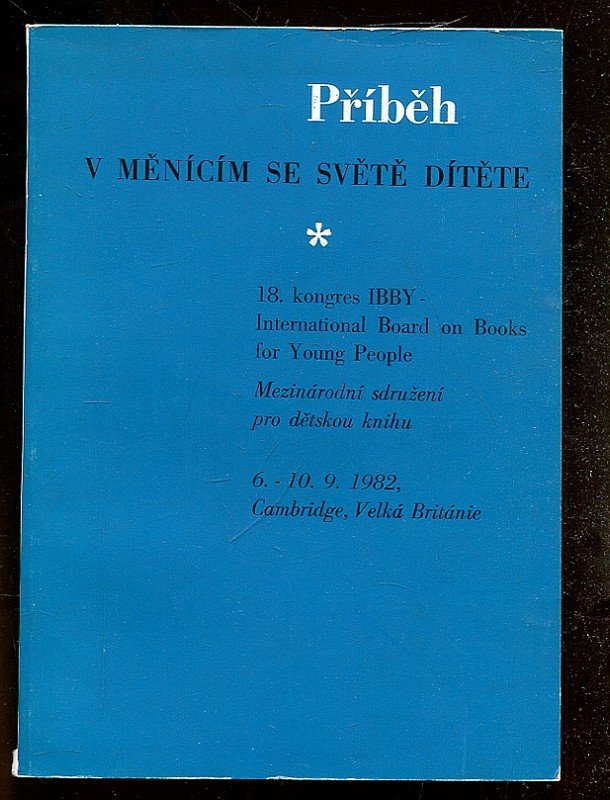 Příběh
V MĚNÍCÍM SE SVĚTĚ DÍTĚTE
*
18. kongres IBBY -
International Board on Books
for Young People
Mezinárodní sdružení
pro dětskou knihu
6. - 10. 9. 1982,
Cambridge, Velká Británie